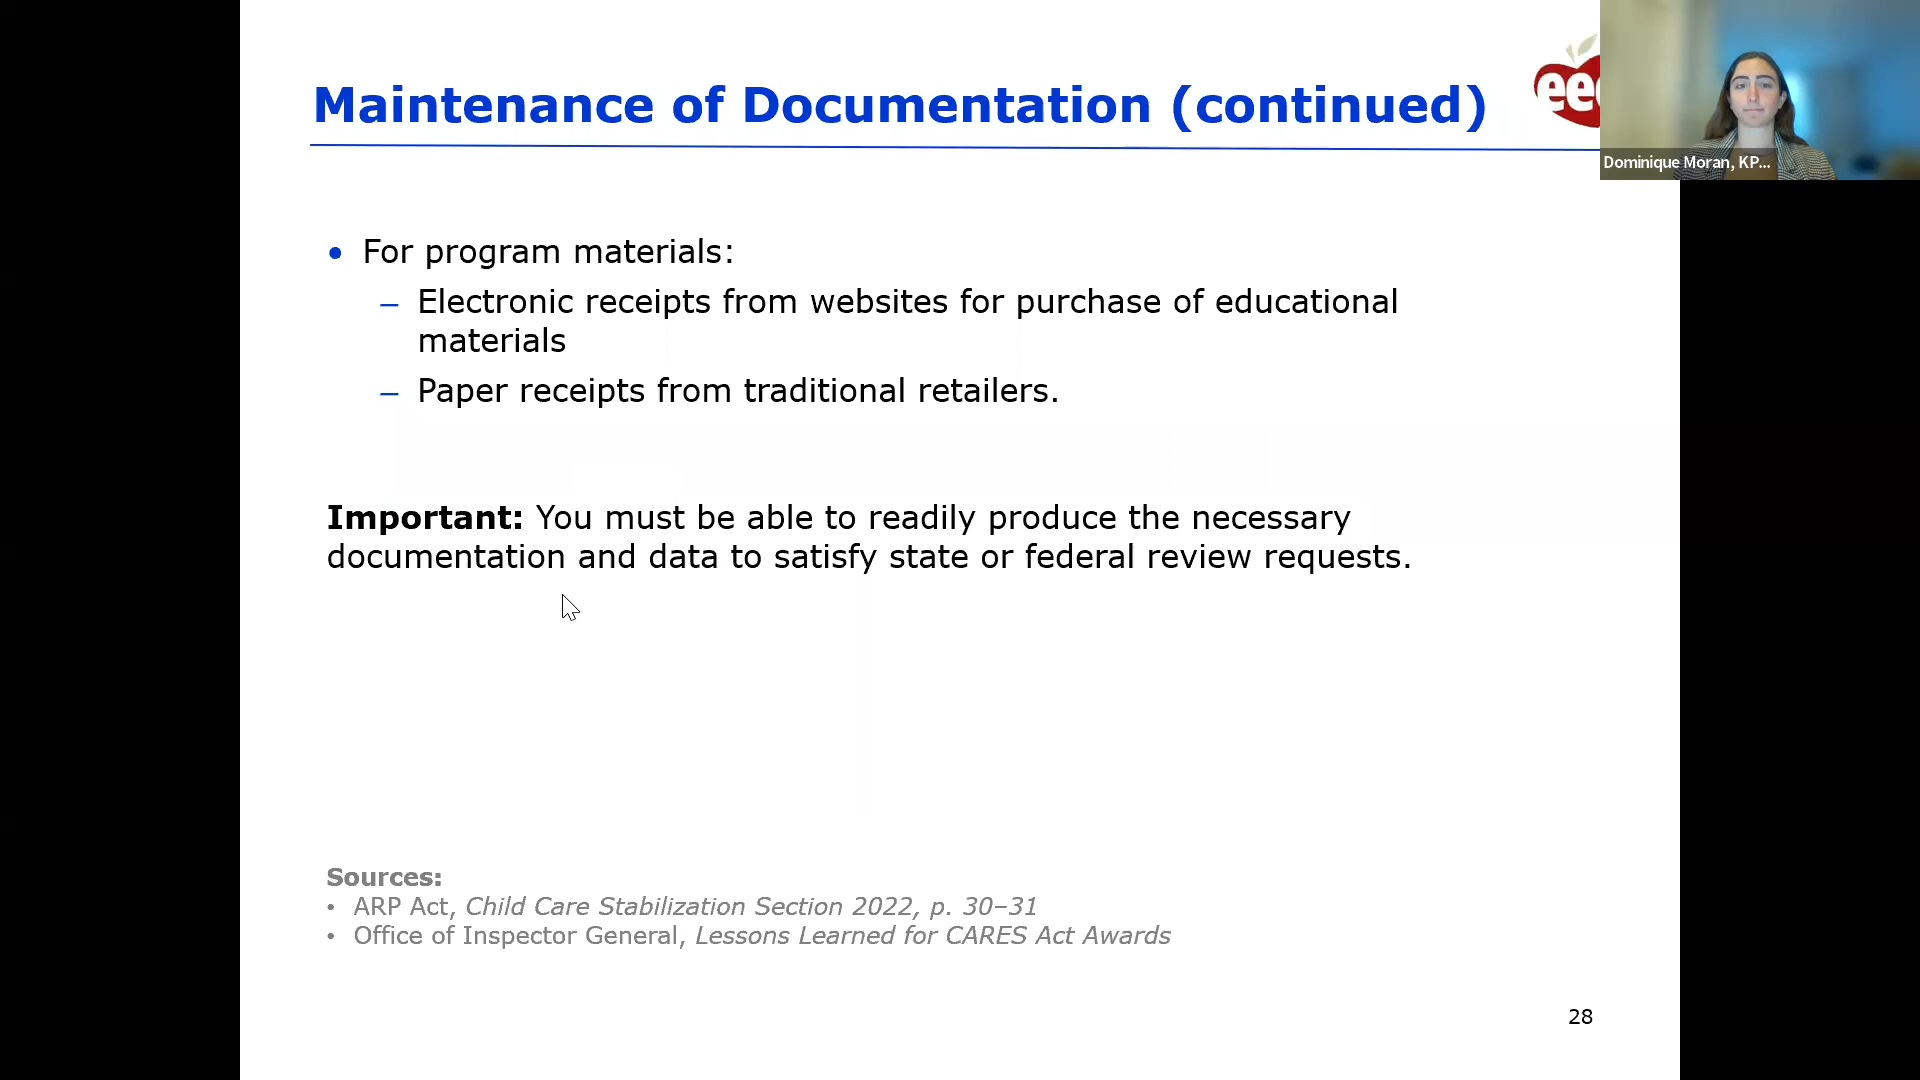 Maintenance of Documentation (continued)
ee
Dominique Moran, KP...
• For program materials:
– Electronic receipts from websites for purchase of educational
materials
– Paper receipts from traditional retailers.
Important: You must be able to readily produce the necessary
documentation and data to satisfy state or federal review requests.
Sources:
• ARP Act, Child Care Stabilization Section 2022, p. 30–31
• Office of Inspector General, Lessons Learned for CARES Act Awards
28